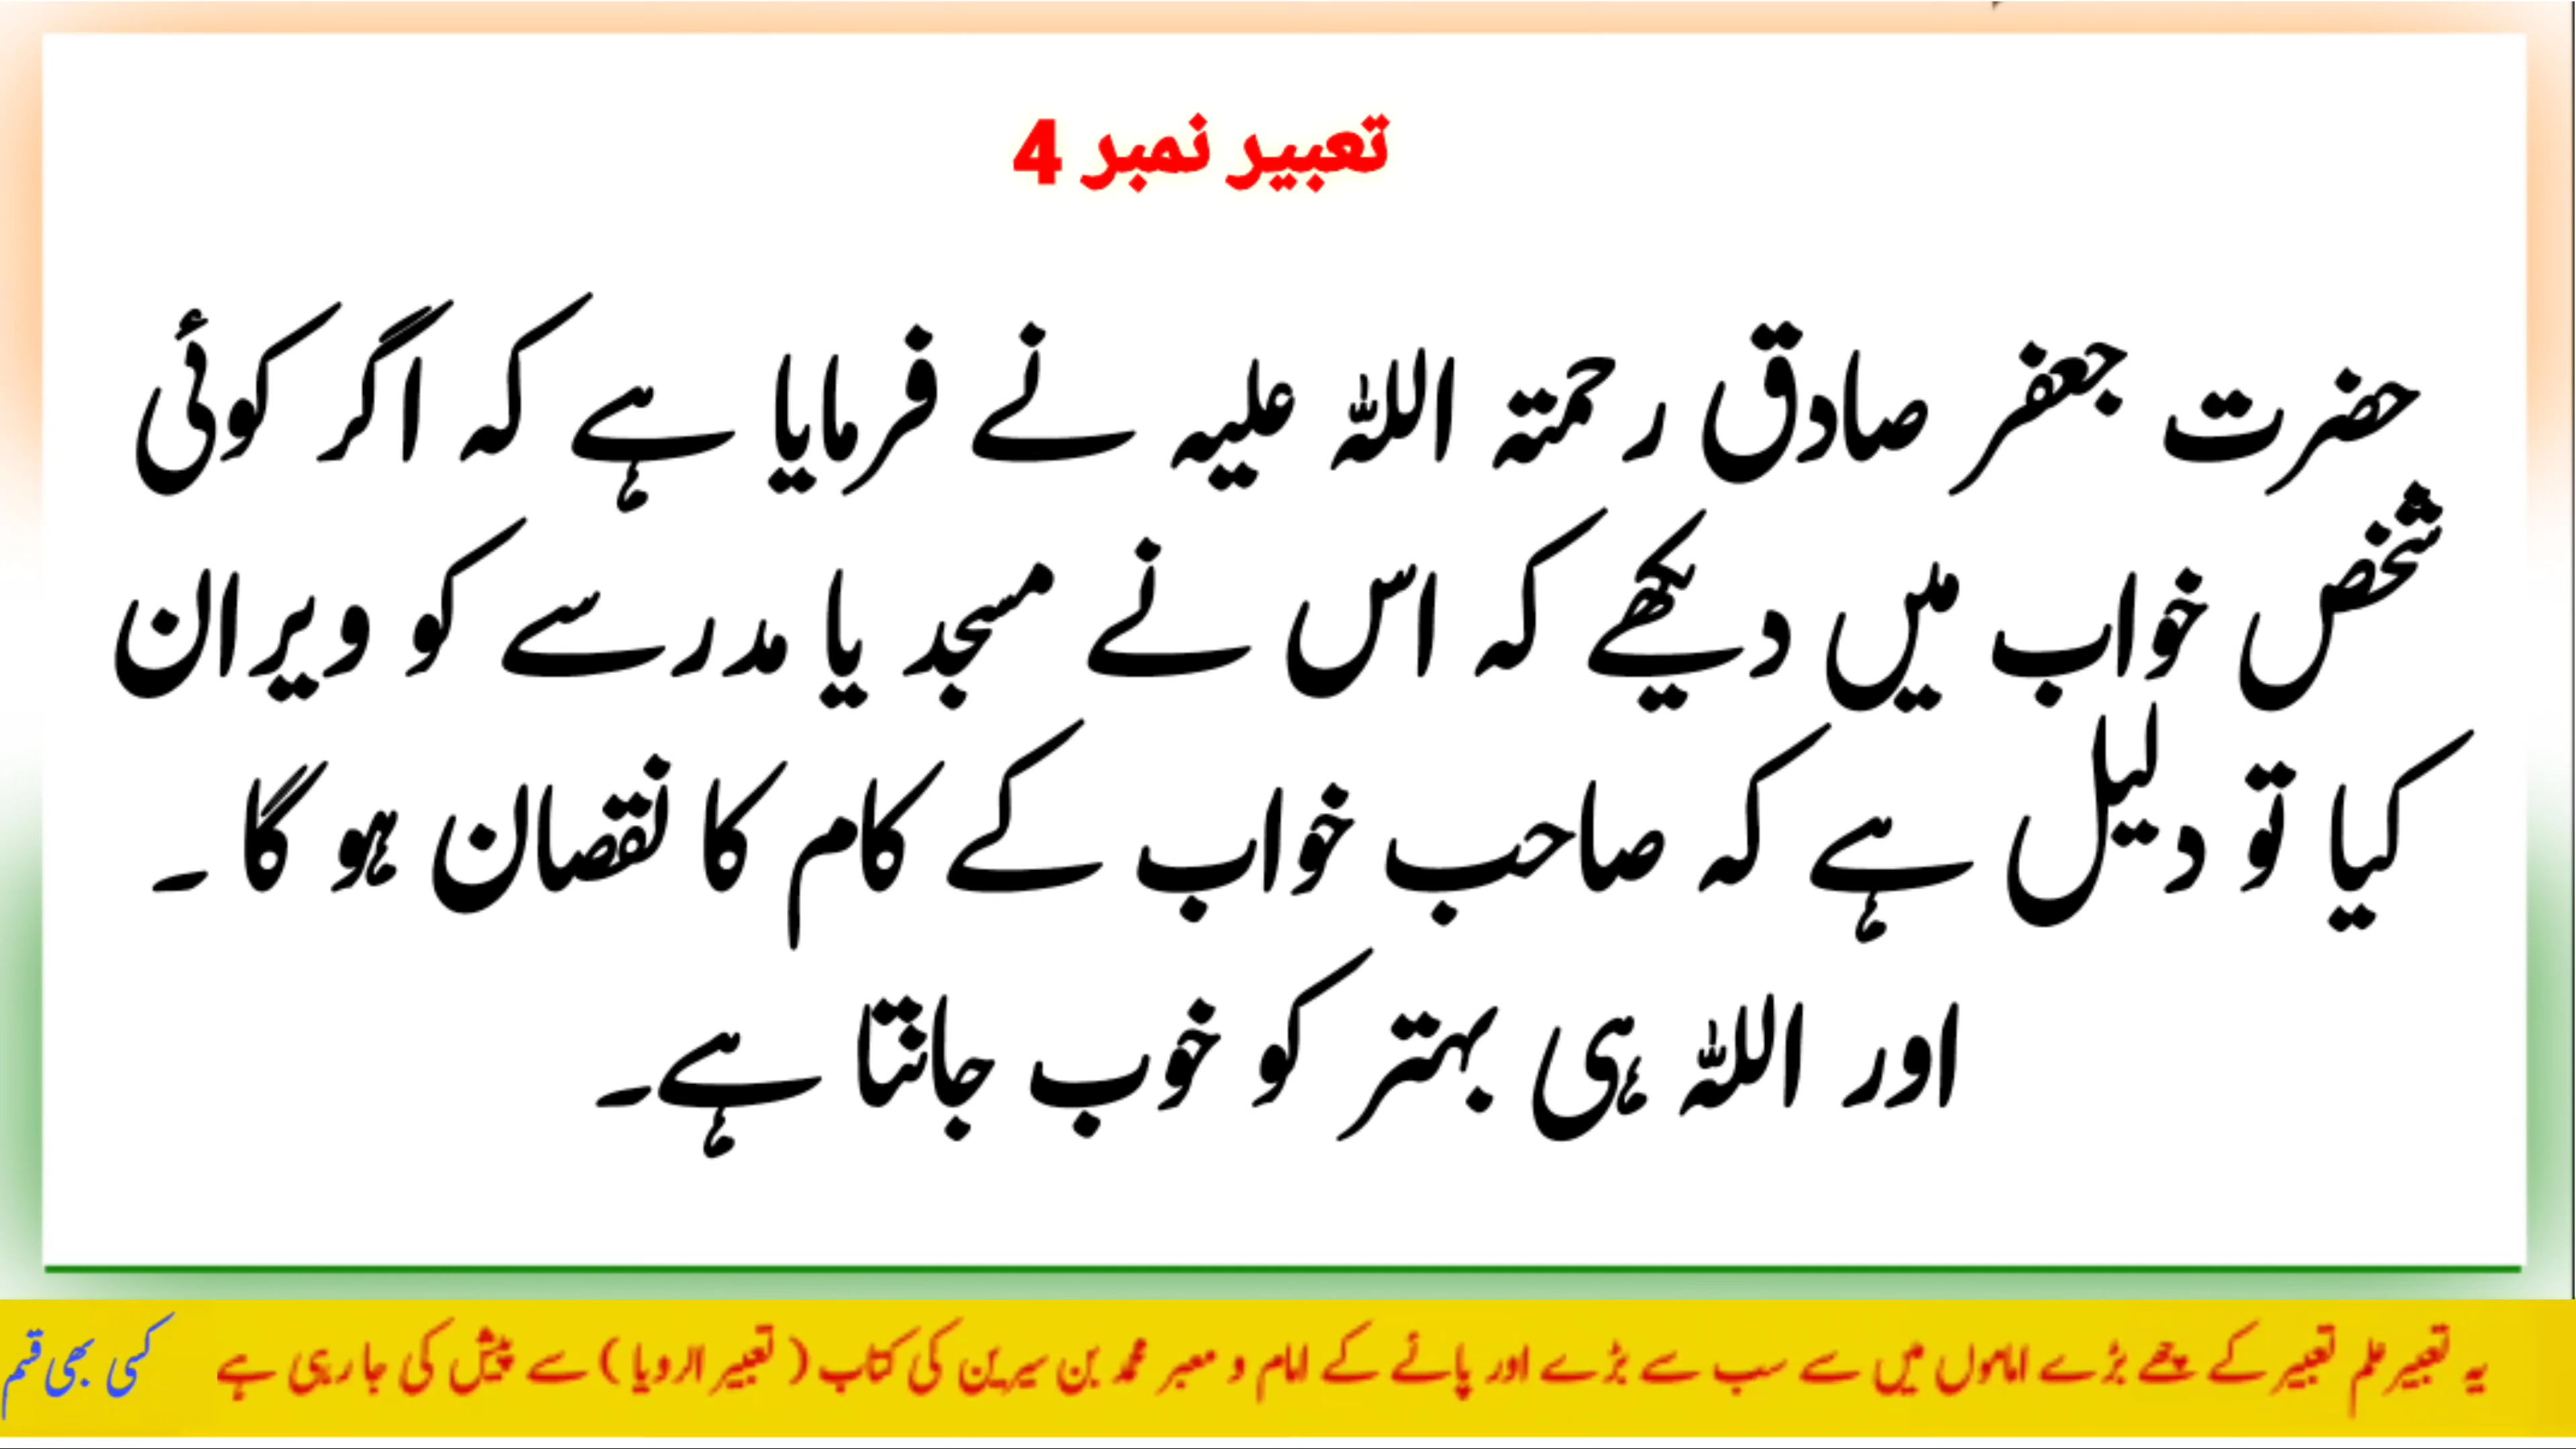 تعبیر نمبر 4
حضرت جعفر صادق رحمتہ اللہ علیہ نے فرمایا ہے کہ اگر کوئی
شخص خواب میں دیکھے کہ اس نے مسجد یا مدرسے کو ویران
کیا تو دلیل ہے کہ صاحب خواب کے کام کا نقصان ہو گا ۔
اور اللہ ہی بہتر کو خوب جانتا ہے۔
یہ تعبیر علم تعبیر کے چھے بڑے اماموں میں سے سب سے بڑے اور پائے کے امام و معبر محمد بن سیرین کی کتاب ( تعبیر الرویا ) سے پیش کی جا رہی ہے کسی بھی قسم